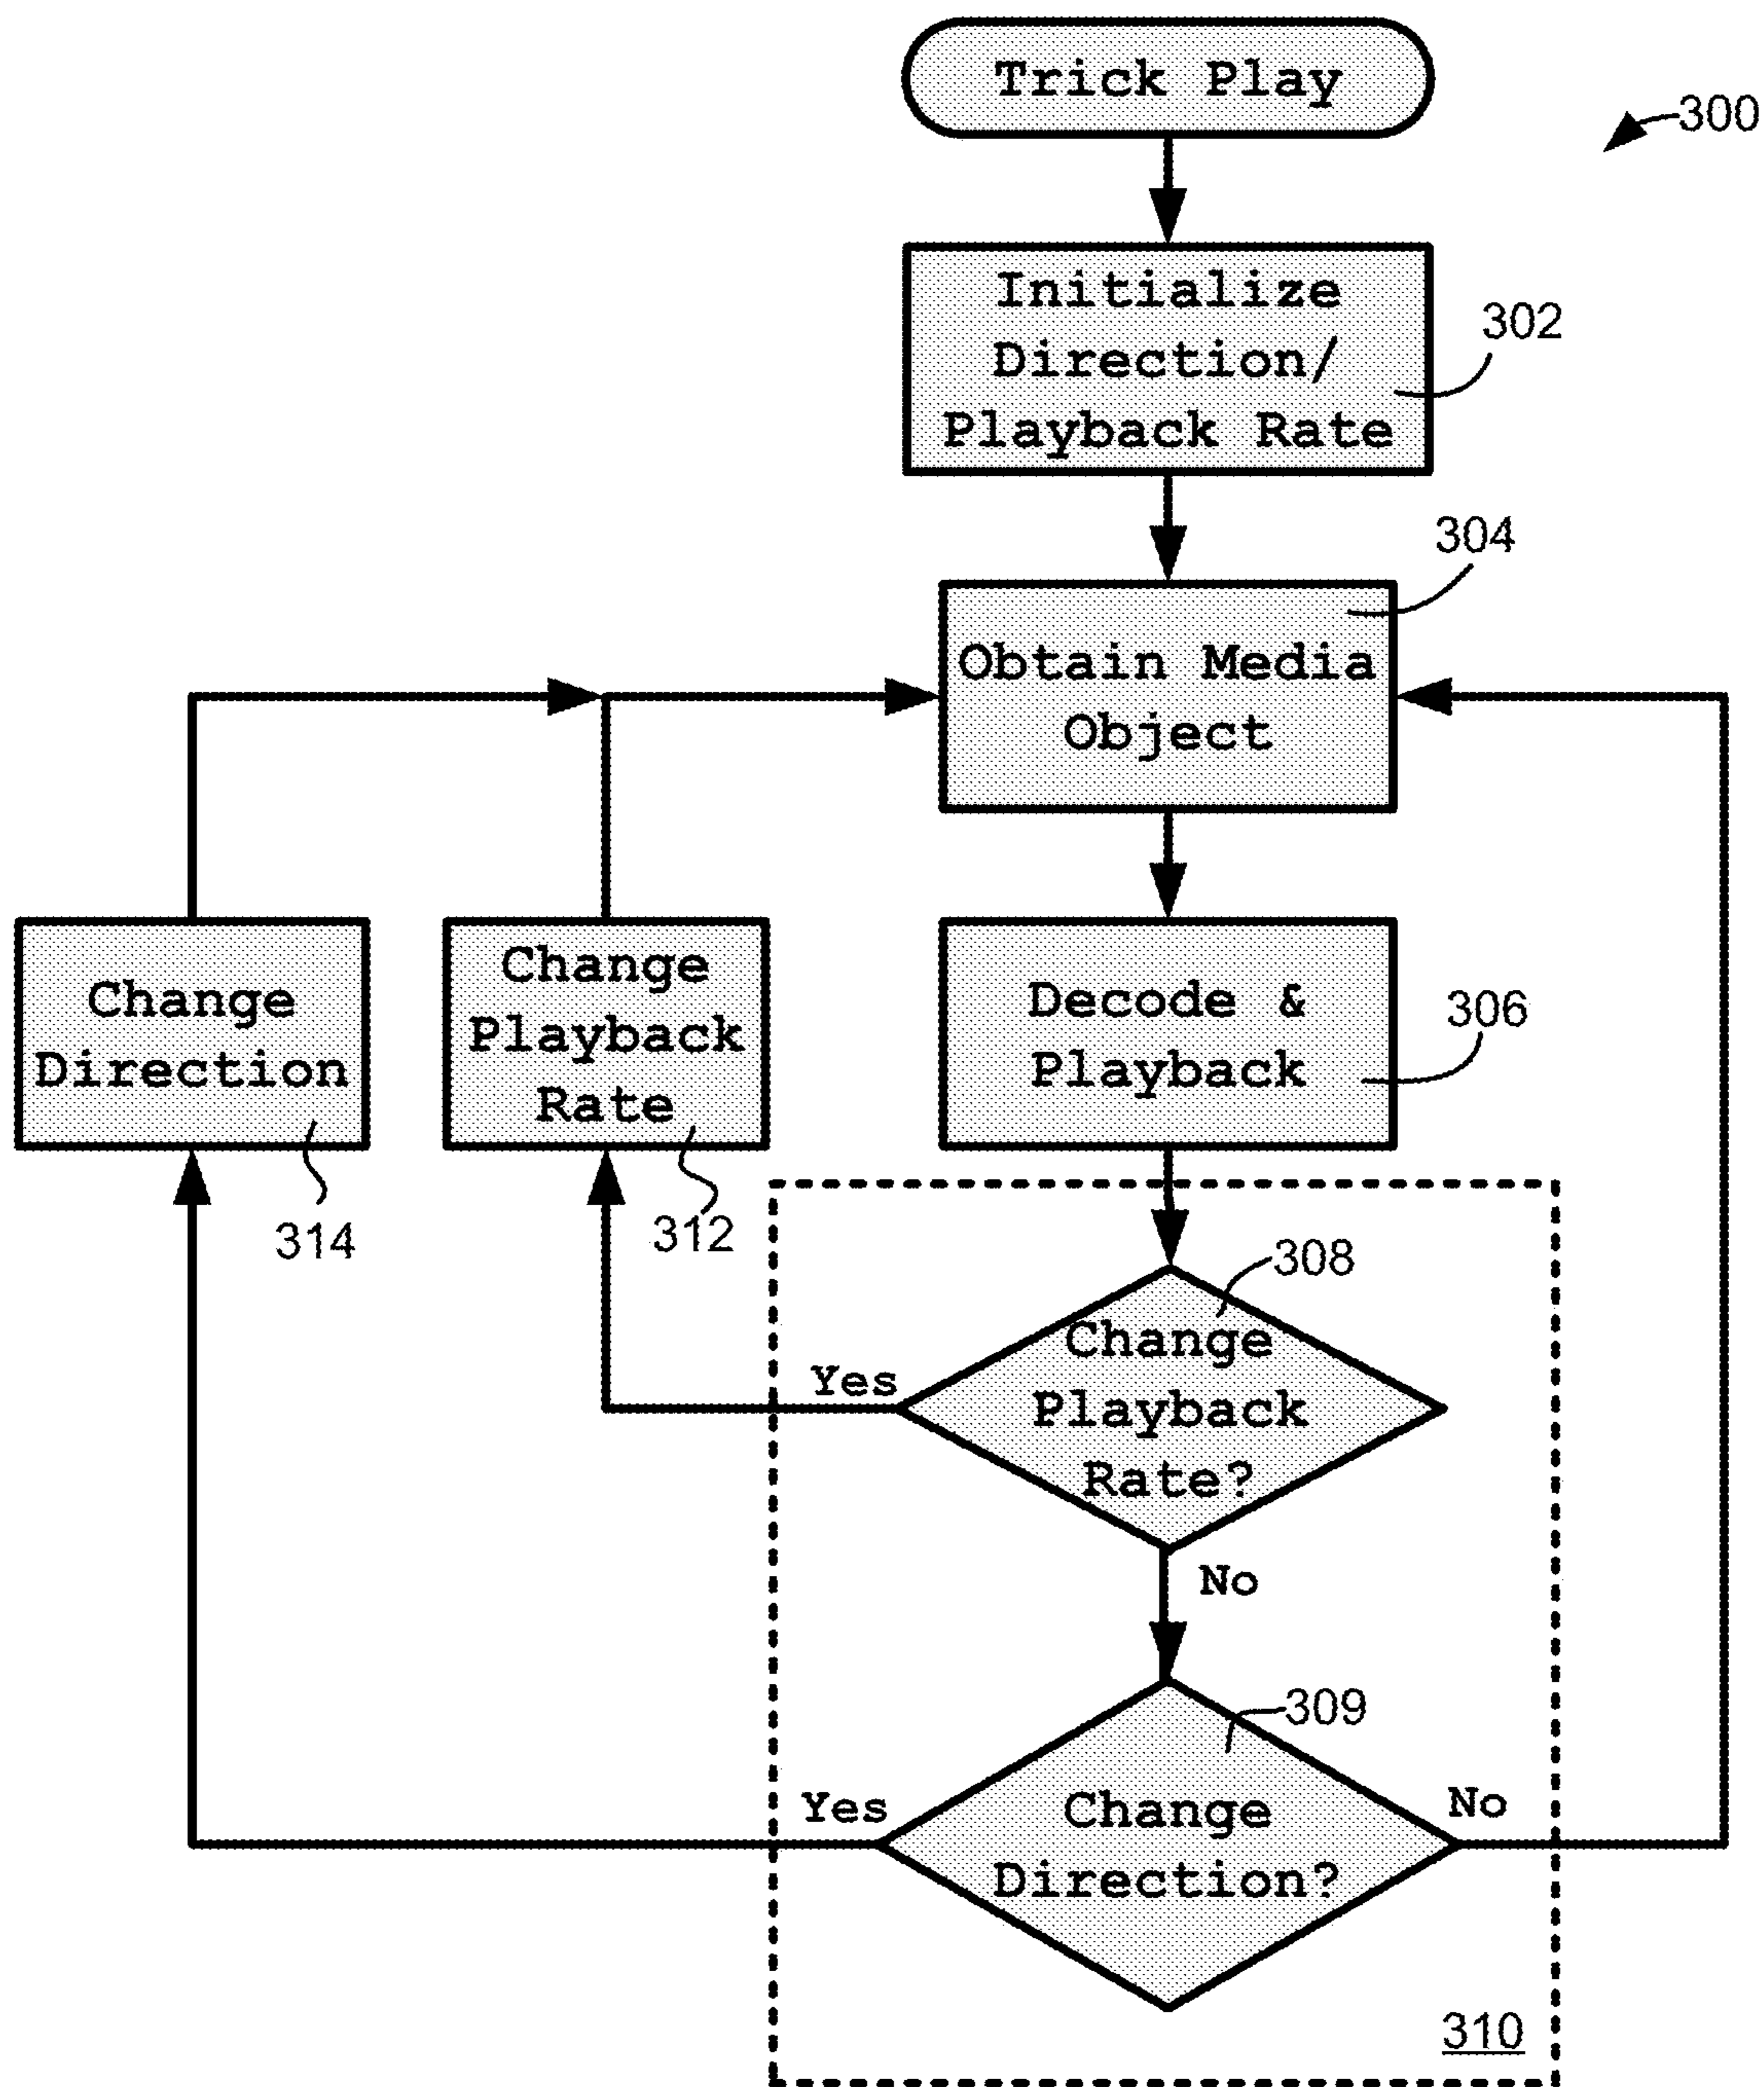 Trick Play
300
Initialize
Direction/
Playback Rate
302
304
Obtain Media
Object
Change
Direction
314
Change
Playback
Rate
312
Decode &
Playback
306
308
Change
Playback
Rate?
Yes
No
309
Change
Direction?
Yes
No
310